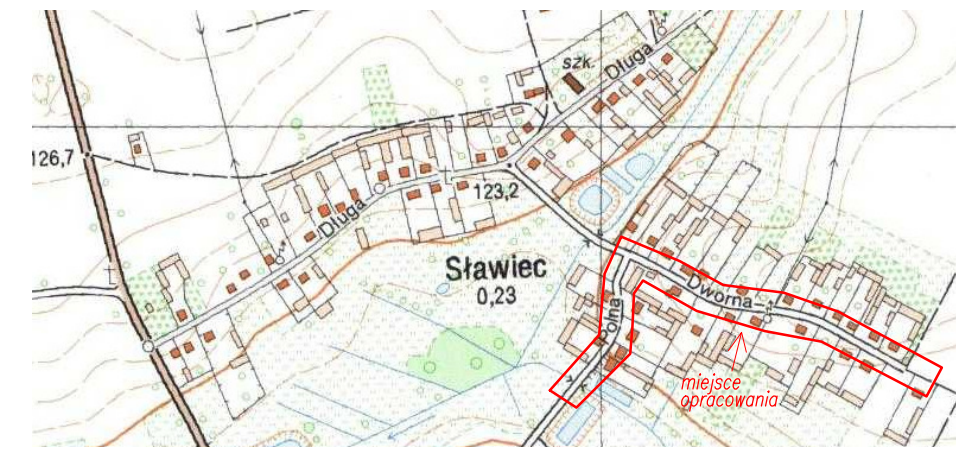 szk.
Długa
126,7
123,2
Długa
Sławiec
0,23
Dworna
Polna
miejsce
opracowania